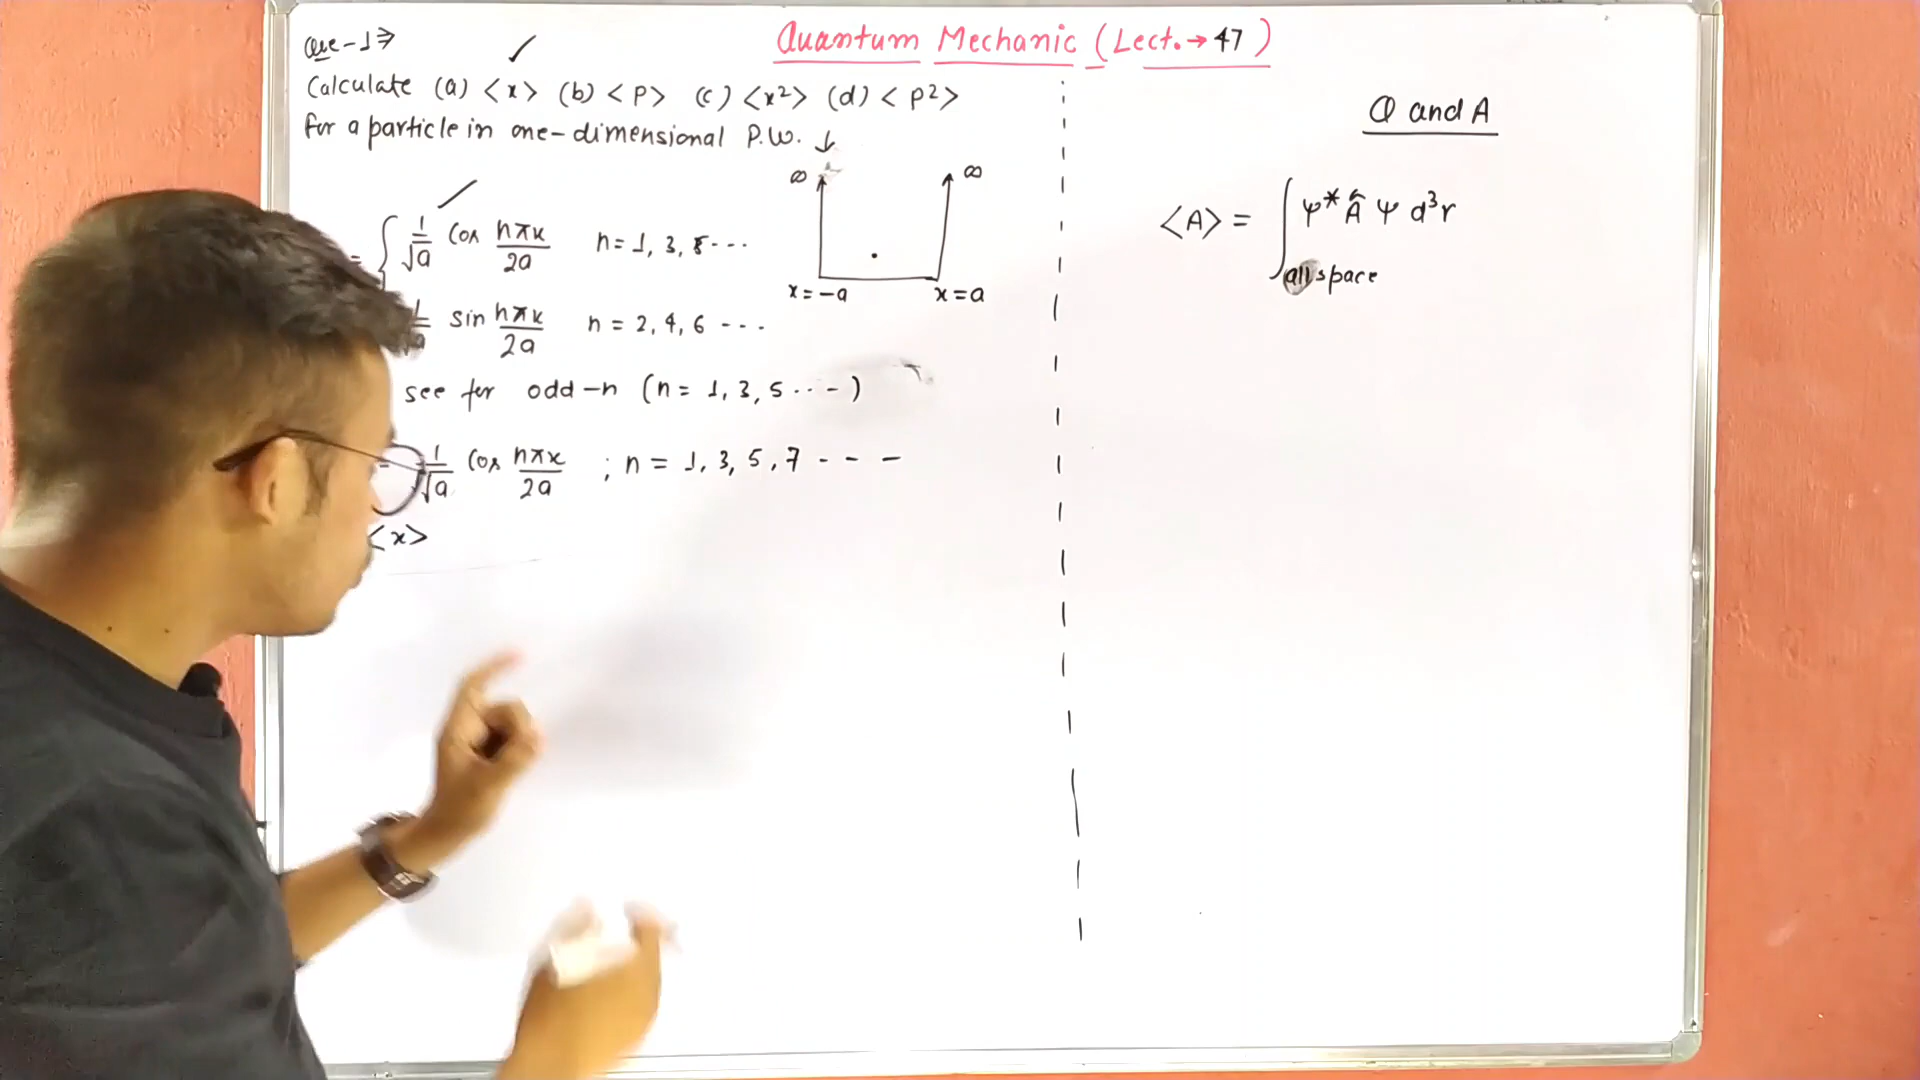 Quantum Mechanic (Lect.→47)
Que-1⇒
Calculate (a) <x> (b) <P> (c) <x²> (d) <p²>
for a particle in one-dimensional P.W. ↓
= { 1/√a cos nπx/2a n = 1, 3, 5 ---
sin nπx/2a n = 2, 4, 6 ---
∞ ∞
x=-a x=a
see for odd-n (n = 1, 3, 5 ---)
= 1/√a cos nπx/2a ; n = 1, 3, 5, 7 - - -
<x>
Q and A
<A> = ∫ ψ* Â ψ d³r
all space